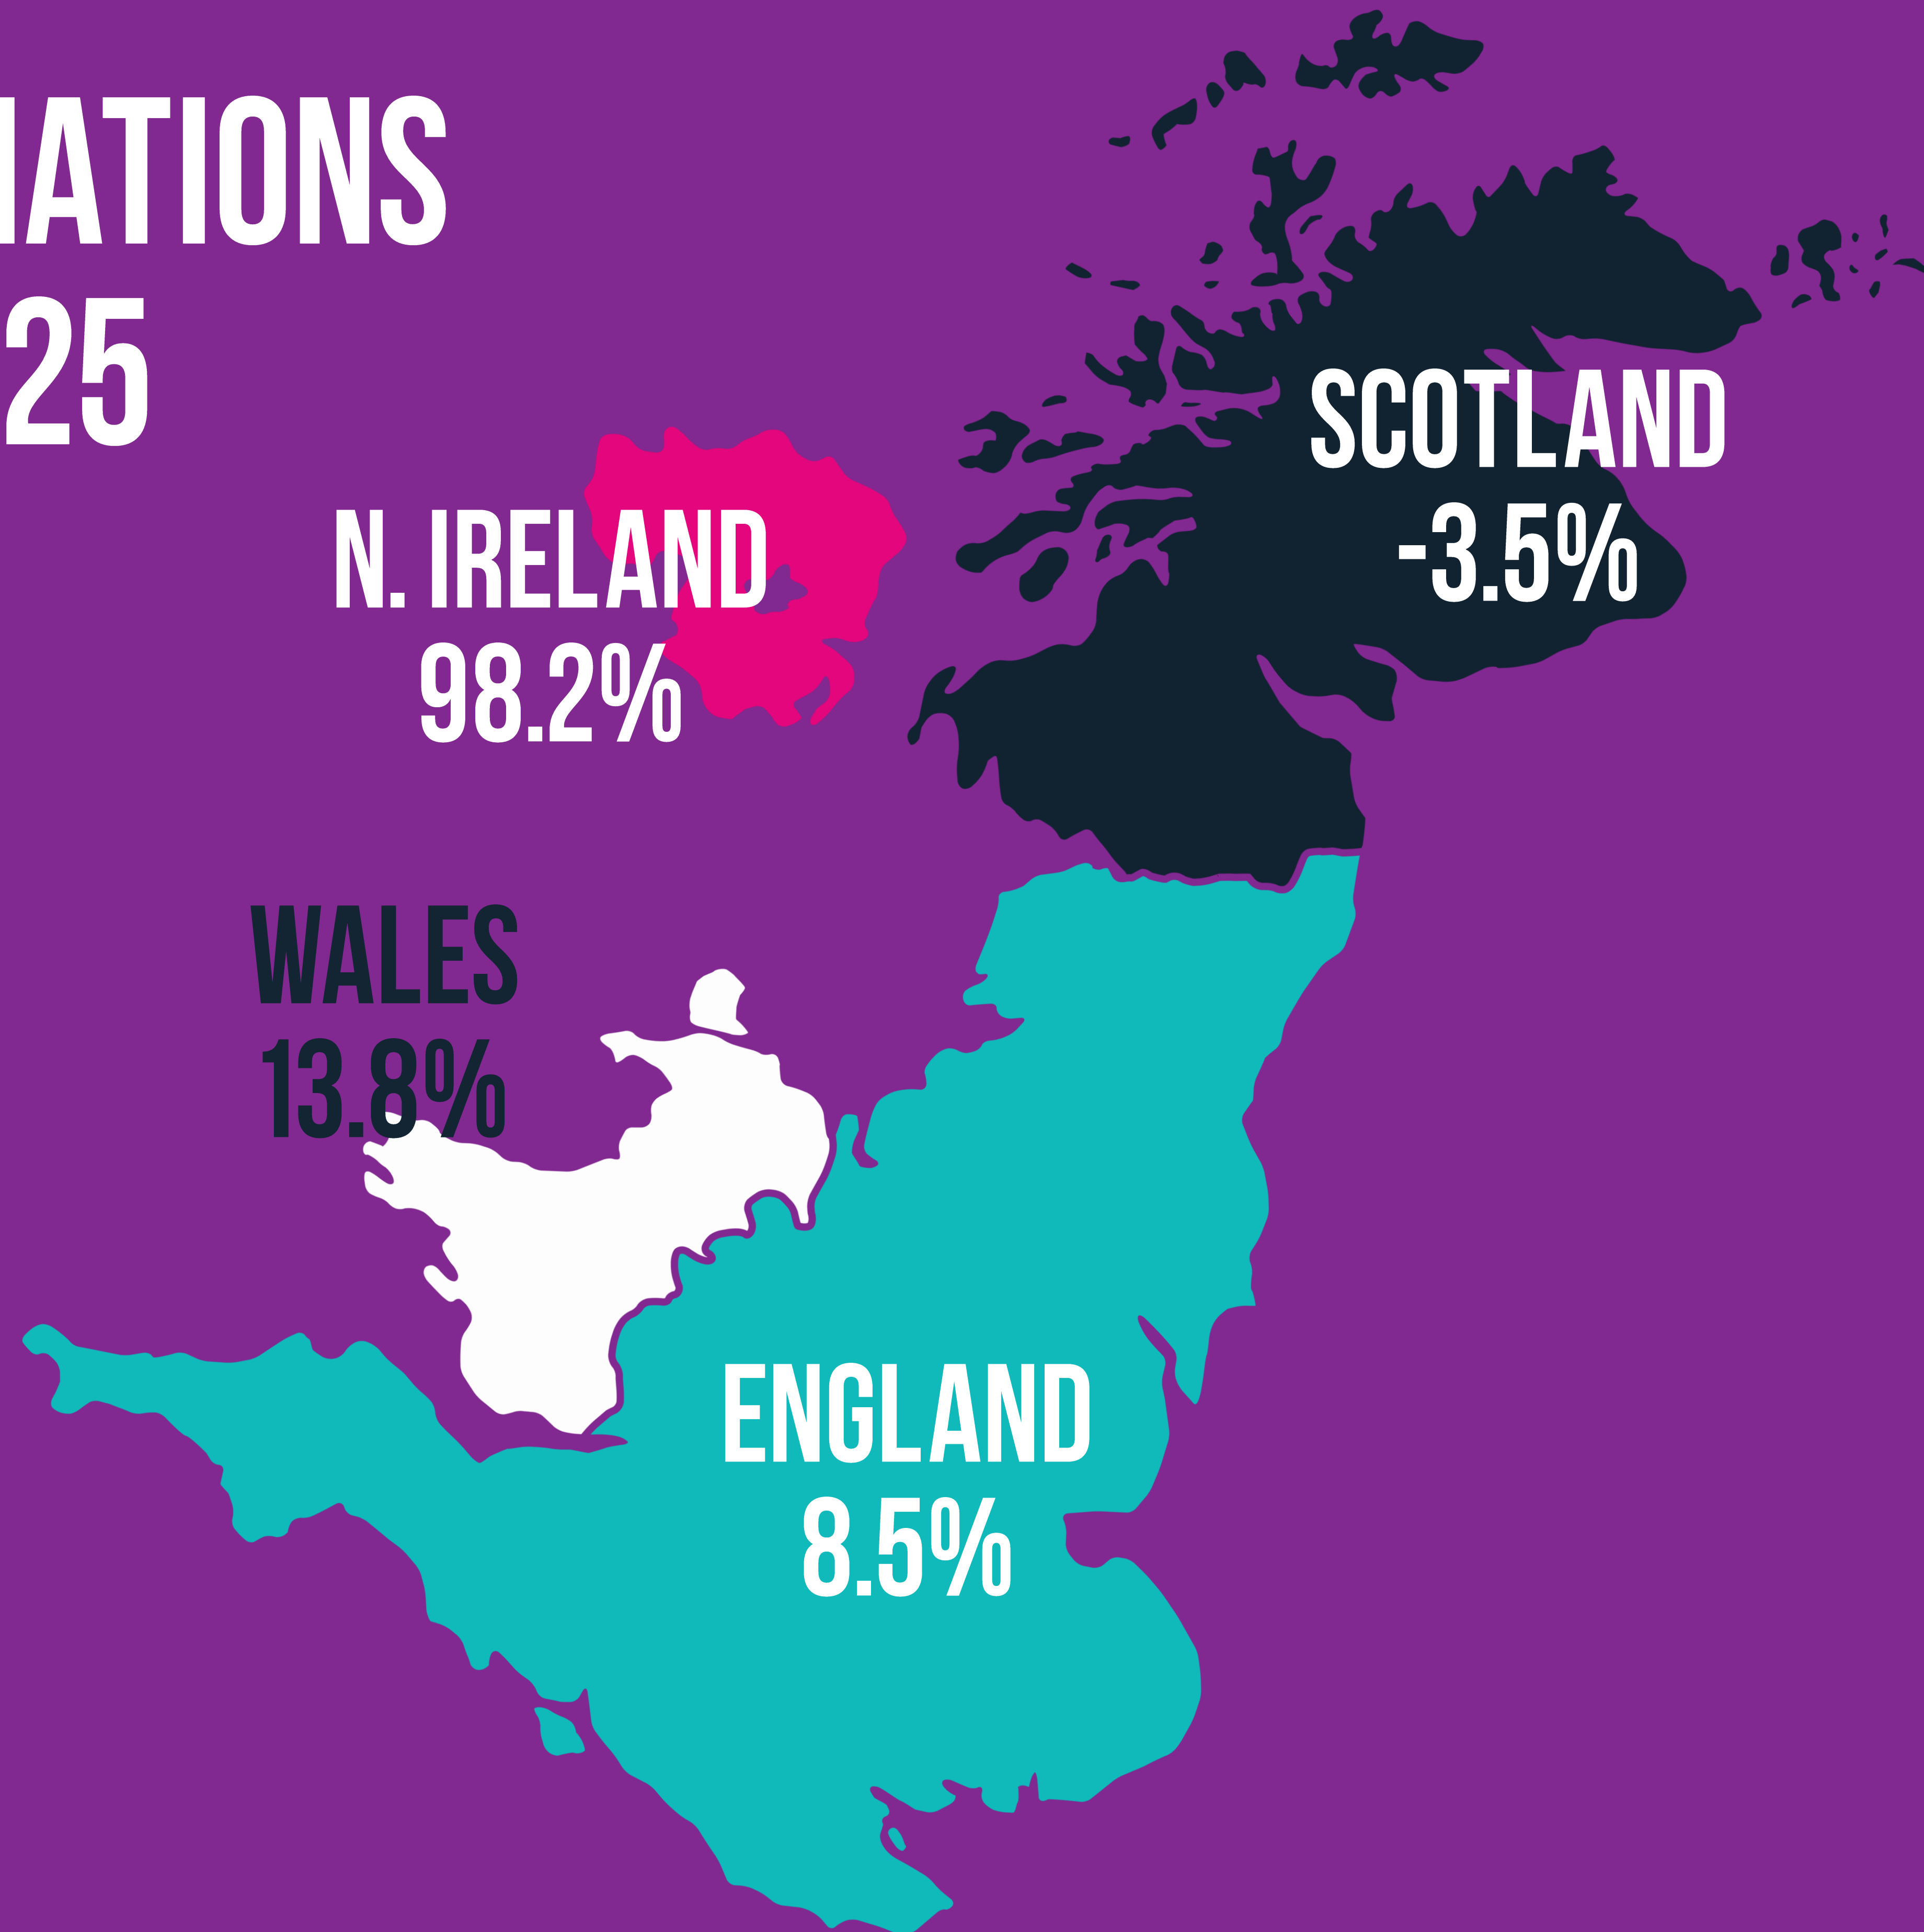 IATIONS
25
SCOTLAND
-3.5%
N. IRELAND
98.2%
WALES
13.8%
ENGLAND
8.5%